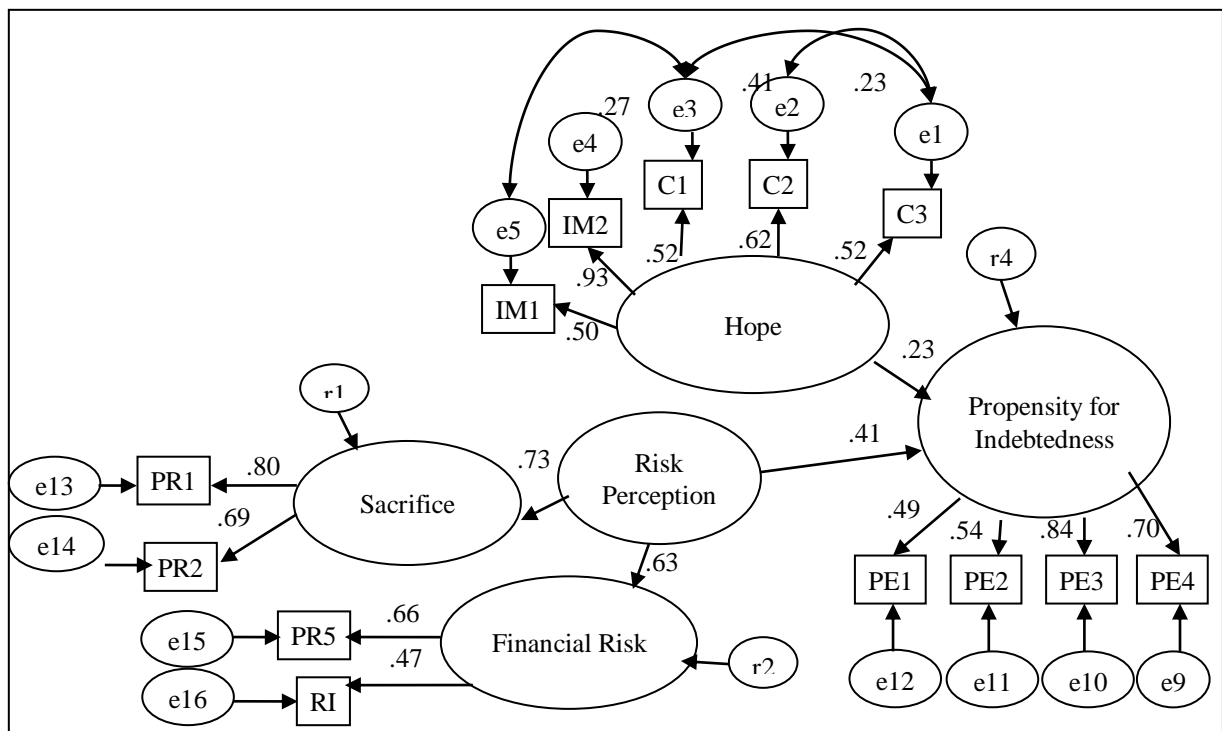 .27
.41
.23
e3
e2
e1
e4
e5
C1
C2
C3
IM2
IM1
.52
.62
.52
.93
.50
Hope
r4
.23
Propensity for
Indebtedness
r1
.41
Risk
Perception
.73
Sacrifice
.80
.69
e13
PR1
e14
PR2
.63
.49
.54
.84
.70
PE1
PE2
PE3
PE4
e12
e11
e10
e9
Financial Risk
r2
.66
.47
e15
PR5
e16
RI